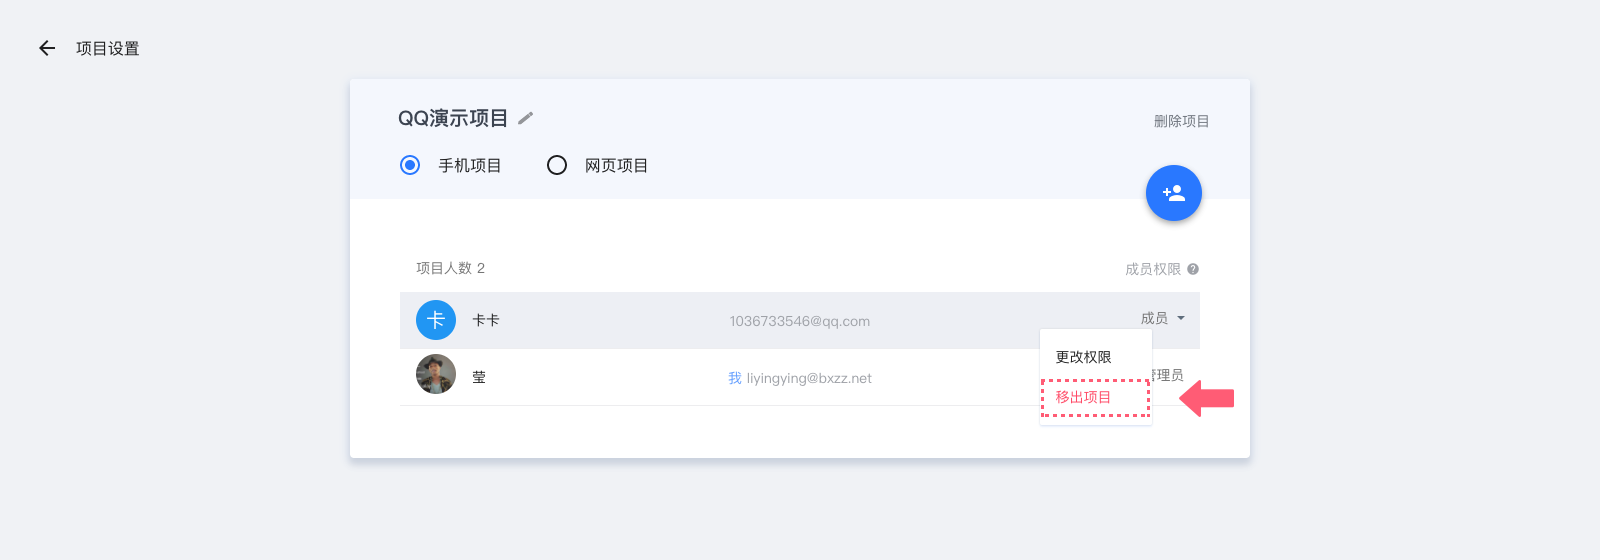 项目设置
QQ演示项目
删除项目
手机项目 网页项目
项目人数 2 成员权限
卡 卡卡 1036733546@qq.com 成员
更改权限
莹 我 liyingying@bxzz.net 管理员
移出项目